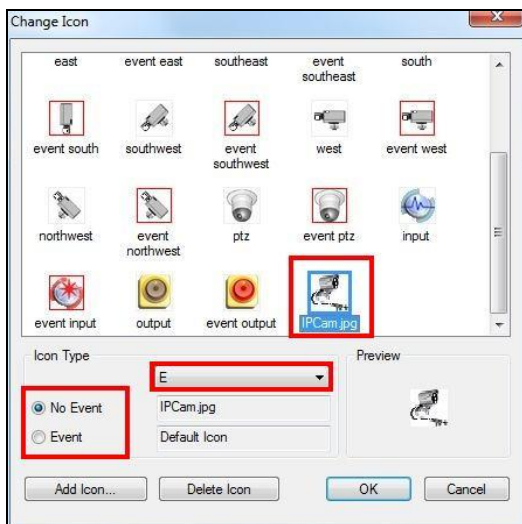 Change Icon
east event east southeast event southeast south
event south southwest event southwest west event west
northwest event northwest ptz event ptz input
event input output event output IPCam.jpg
Icon Type Preview
E
No Event IPCam.jpg
Event Default Icon
Add Icon... Delete Icon OK Cancel